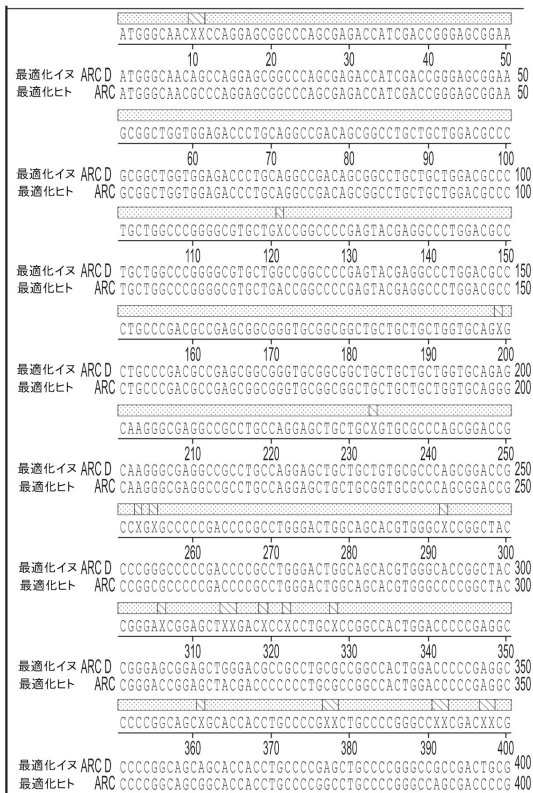 ATGGGCAACXXCCAGGAGCGGCCCAGCGAGACCATCGACCGGGAGCGGAA
10 20 30 40 50
最適化イヌ ARC D ATGGGCAACAGCCAGGAGCGGCCCAGCGAGACCATCGACCGGGAGCGGAA 50
最適化ヒト ARC ATGGGCAACGCCCAGGAGCGGCCCAGCGAGACCATCGACCGGGAGCGGAA 50
GCGGCTGGTGGAGACCCTGCAGGCCGACAGCGGCCTGCTGCTGGACGCCC
60 70 80 90 100
最適化イヌ ARC D GCGGCTGGTGGAGACCCTGCAGGCCGACAGCGGCCTGCTGCTGGACGCCC 100
最適化ヒト ARC GCGGCTGGTGGAGACCCTGCAGGCCGACAGCGGCCTGCTGCTGGACGCCC 100
TGCTGGCCCGGGGCGTGCTGXCCGGCCCCGAGTACGAGGCCCTGGACGCC
110 120 130 140 150
最適化イヌ ARC D TGCTGGCCCGGGGCGTGCTGGCCGGCCCCGAGTACGAGGCCCTGGACGCC 150
最適化ヒト ARC TGCTGGCCCGGGGCGTGCTGACCGGCCCCGAGTACGAGGCCCTGGACGCC 150
CTGCCCGACGCCGAGCGGCGGGTGCGGCGGCTGCTGCTGCTGGTGCAGXG
160 170 180 190 200
最適化イヌ ARC D CTGCCCGACGCCGAGCGGCGGGTGCGGCGGCTGCTGCTGCTGGTGCAGAG 200
最適化ヒト ARC CTGCCCGACGCCGAGCGGCGGGTGCGGCGGCTGCTGCTGCTGGTGCAGGG 200
CAAGGGCGAGGCCGCCTGCCAGGAGCTGCTGCXGTGCGCCCAGCGGACCG
210 220 230 240 250
最適化イヌ ARC D CAAGGGCGAGGCCGCCTGCCAGGAGCTGCTGCTGTGCGCCCAGCGGACCG 250
最適化ヒト ARC CAAGGGCGAGGCCGCCTGCCAGGAGCTGCTGCGGTGCGCCCAGCGGACCG 250
CCXGXGCCCCCGACCCCGCCTGGGACTGGCAGCACGTGGGCXCCGGCTAC
260 270 280 290 300
最適化イヌ ARC D CCCGGGCCCCCGACCCCGCCTGGGACTGGCAGCACGTGGGCACCGGCTAC 300
最適化ヒト ARC CCGGCGCCCCCGACCCCGCCTGGGACTGGCAGCACGTGGGCCCCGGCTAC 300
CGGGAXCGGAGCTXXGACXCCXCCTGCXCCGGCCACTGGACCCCCGAGGC
310 320 330 340 350
最適化イヌ ARC D CGGGAGCGGAGCTGGGACGCCGCCTGCGCCGGCCACTGGACCCCCGAGGC 350
最適化ヒト ARC CGGGACCGGAGCTACGACCCCCCCTGCCCCGGCCACTGGACCCCCGAGGC 350
CCCCGGCAGCXGCACCACCTGCCCCGXXCTGCCCCGGGCCXXCGACXXCG
360 370 380 390 400
最適化イヌ ARC D CCCCGGCAGCAGCACCACCTGCCCCGAGCTGCCCCGGGCCGCCGACTGCG 400
最適化ヒト ARC CCCCGGCAGCGGCACCACCTGCCCCGGCCTGCCCCGGGCCAGCGACCCCG 400